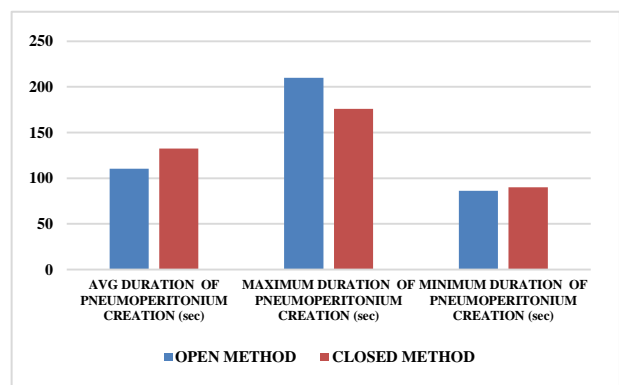 250
200
150
100
50
0
AVG DURATION OF
PNEUMOPERITONIUM
CREATION (sec)
MAXIMUM DURATION OF
PNEUMOPERITONIUM
CREATION (sec)
MINIMUM DURATION OF
PNEUMOPERITONIUM
CREATION (sec)
OPEN METHOD
CLOSED METHOD